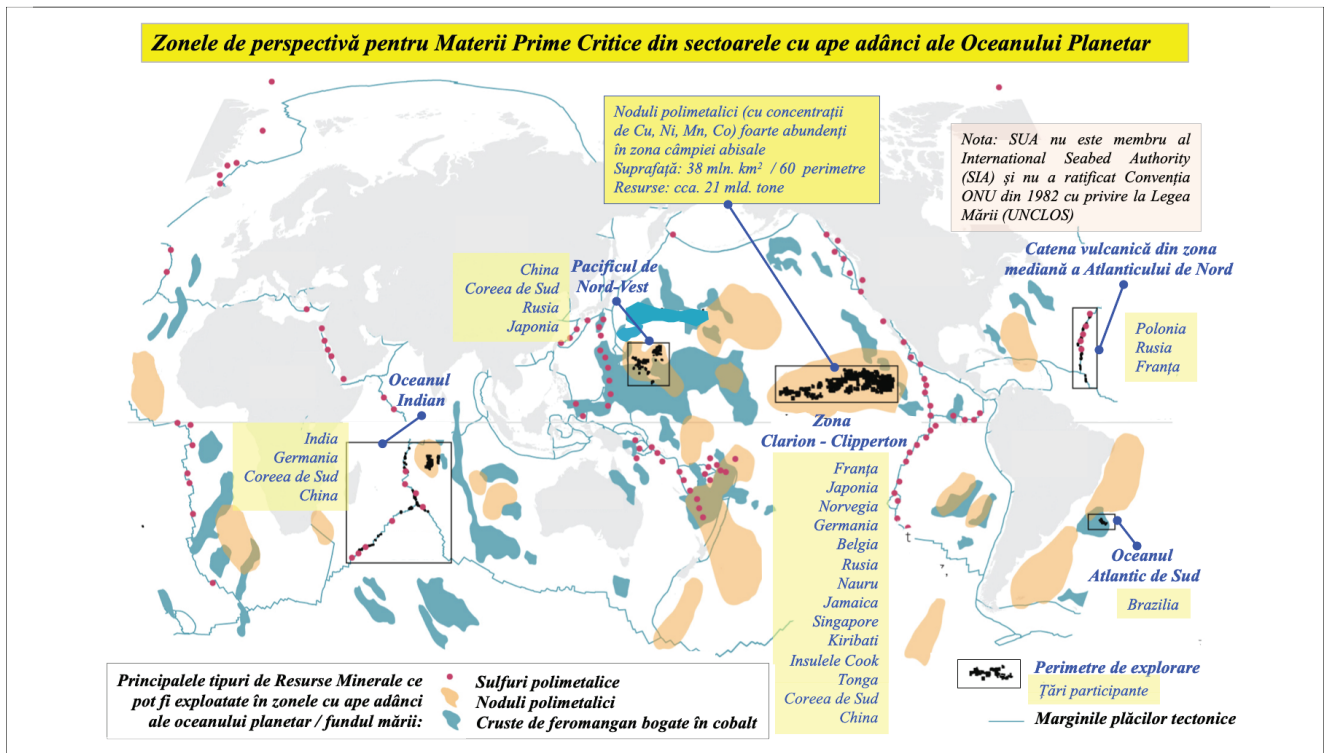 Zonele de perspectivă pentru Materii Prime Critice din sectoarele cu ape adânci ale Oceanului Planetar
Noduli polimetalici (cu concentrații
de Cu, Ni, Mn, Co) foarte abundenți
în zona câmpiei abisale
Suprafață: 38 mln. km² / 60 perimetre
Resurse: cca. 21 mld. tone
Nota: SUA nu este membru al
International Seabed Authority
(SIA) și nu a ratificat Convenția
ONU din 1982 cu privire la Legea
Mării (UNCLOS)
Catena vulcanică din zona
mediană a Atlanticului de Nord
Polonia
Rusia
Franța
China
Coreea de Sud
Rusia
Japonia
Pacificul de
Nord-Vest
Oceanul
Indian
India
Germania
Coreea de Sud
China
Zona
Clarion - Clipperton
Franța
Japonia
Norvegia
Germania
Belgia
Rusia
Nauru
Jamaica
Singapore
Kiribati
Insulele Cook
Tonga
Coreea de Sud
China
Oceanul
Atlantic de Sud
Brazilia
Principalele tipuri de Resurse Minerale ce
pot fi exploatate în zonele cu ape adânci
ale oceanului planetar / fundul mării:
Sulfuri polimetalice
Noduli polimetalici
Cruste de feromangan bogate în cobalt
Perimetre de explorare
Țări participante
Marginile plăcilor tectonice